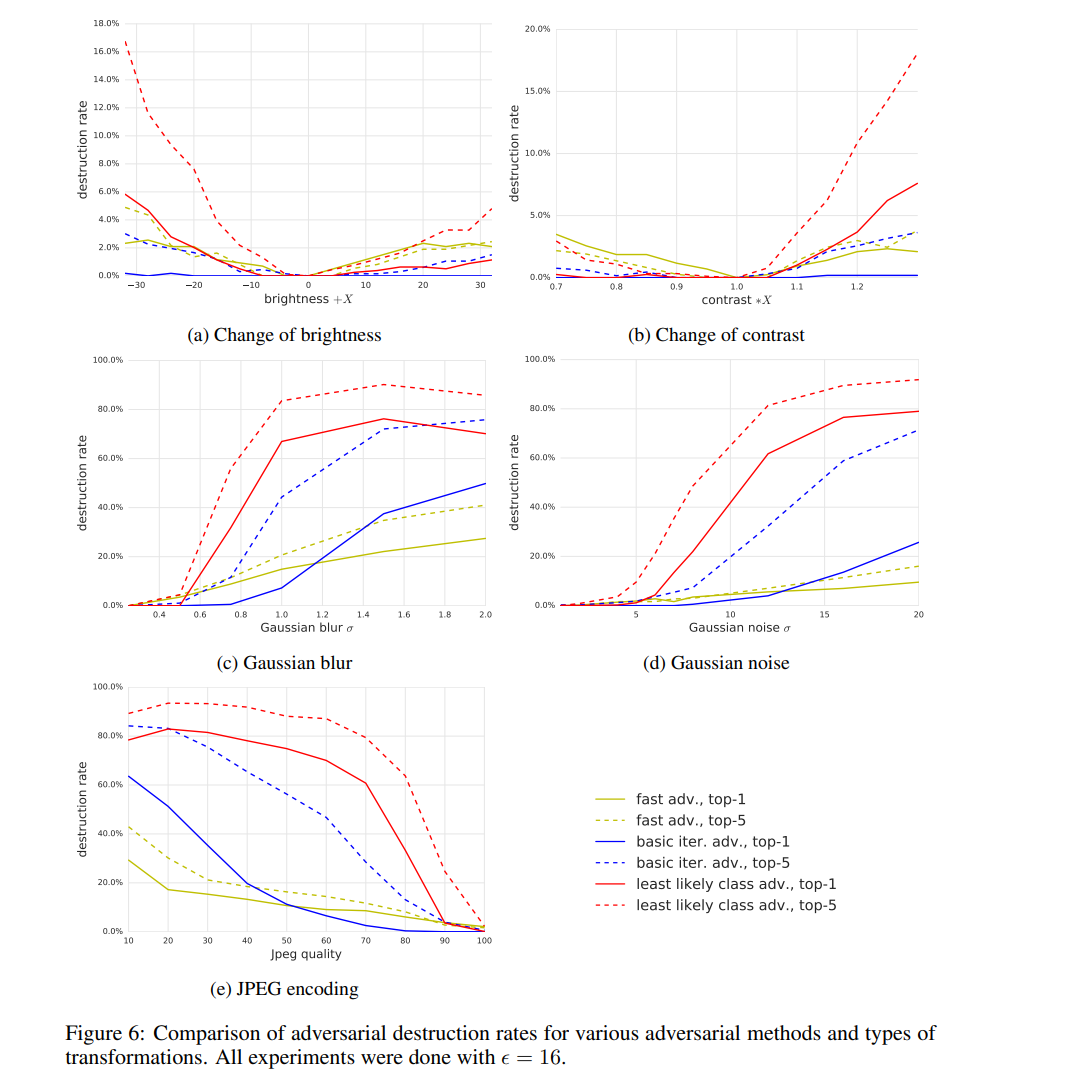 18.0%
16.0%
14.0%
12.0%
10.0%
8.0%
6.0%
4.0%
2.0%
0.0%
destruction rate
−30 −20 −10 0 10 20 30
brightness +X
(a) Change of brightness
20.0%
15.0%
10.0%
5.0%
0.0%
destruction rate
0.7 0.8 0.9 1.0 1.1 1.2
contrast ∗X
(b) Change of contrast
100.0%
80.0%
60.0%
40.0%
20.0%
0.0%
destruction rate
0.4 0.6 0.8 1.0 1.2 1.4 1.6 1.8 2.0
Gaussian blur σ
(c) Gaussian blur
100.0%
80.0%
60.0%
40.0%
20.0%
0.0%
destruction rate
5 10 15 20
Gaussian noise σ
(d) Gaussian noise
100.0%
80.0%
60.0%
40.0%
20.0%
0.0%
destruction rate
10 20 30 40 50 60 70 80 90 100
Jpeg quality
(e) JPEG encoding
fast adv., top-1
fast adv., top-5
basic iter. adv., top-1
basic iter. adv., top-5
least likely class adv., top-1
least likely class adv., top-5
Figure 6: Comparison of adversarial destruction rates for various adversarial methods and types of
transformations. All experiments were done with ϵ = 16.